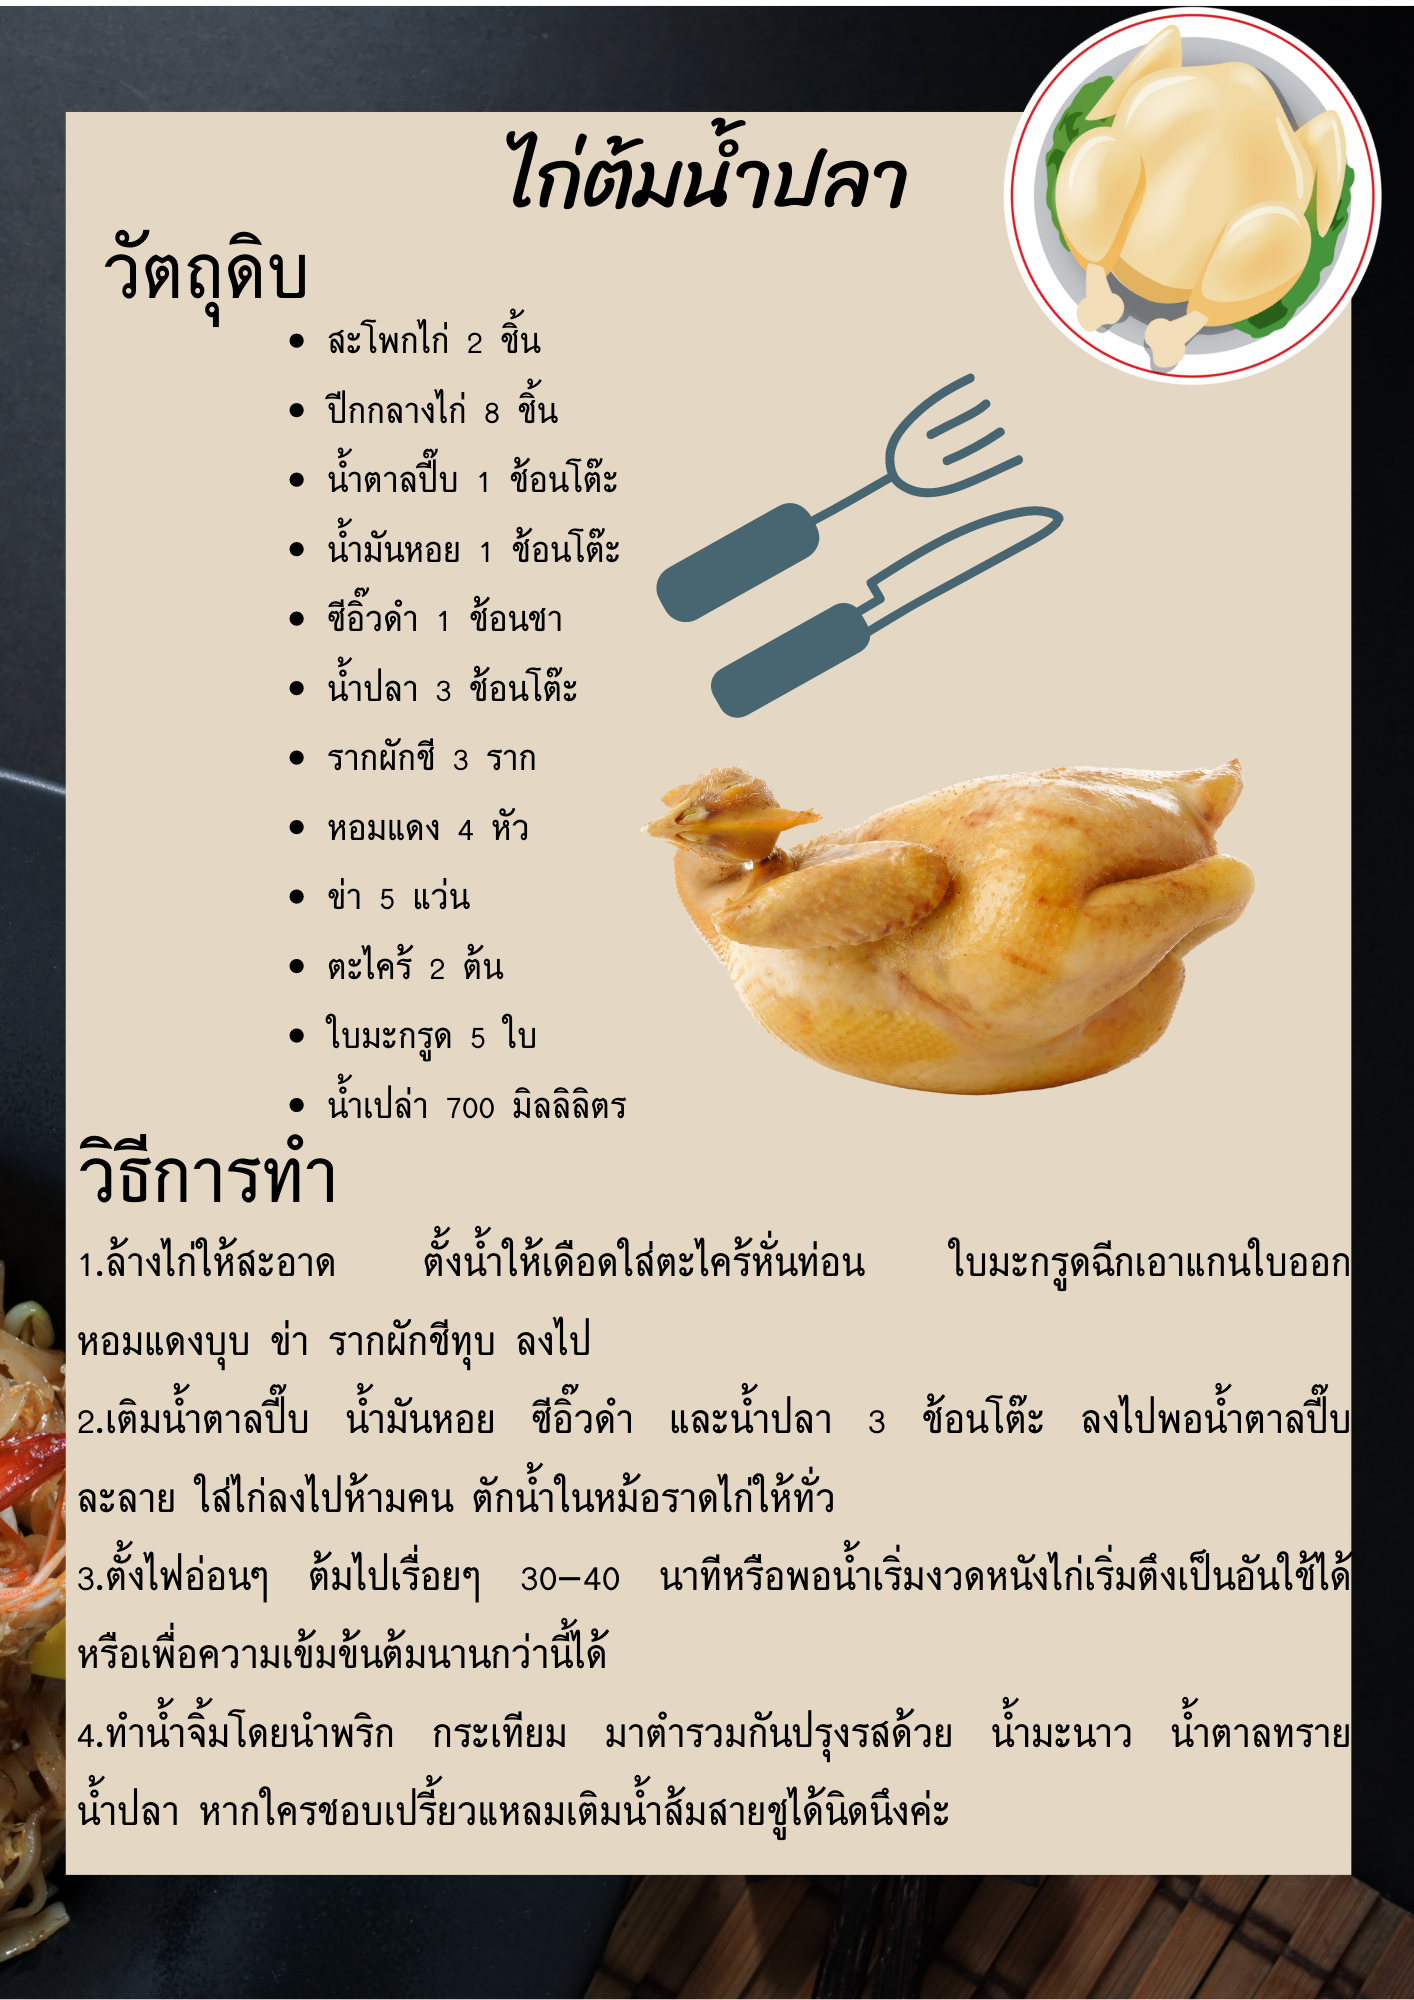 ไก่ต้มน้ำปลา
วัตถุดิบ
• สะโพกไก่ 2 ชิ้น
• ปีกกลางไก่ 8 ชิ้น
• น้ำตาลปี๊บ 1 ช้อนโต๊ะ
• น้ำมันหอย 1 ช้อนโต๊ะ
• ซีอิ๊วดำ 1 ช้อนชา
• น้ำปลา 3 ช้อนโต๊ะ
• รากผักชี 3 ราก
• หอมแดง 4 หัว
• ข่า 5 แว่น
• ตะไคร้ 2 ต้น
• ใบมะกรูด 5 ใบ
• น้ำเปล่า 700 มิลลิลิตร
วิธีการทำ
1.ล้างไก่ให้สะอาด ตั้งน้ำให้เดือดใส่ตะไคร้หั่นท่อน ใบมะกรูดฉีกเอาแกนใบออก
หอมแดงบุบ ข่า รากผักชีทุบ ลงไป
2.เติมน้ำตาลปี๊บ น้ำมันหอย ซีอิ๊วดำ และน้ำปลา 3 ช้อนโต๊ะ ลงไปพอน้ำตาลปี๊บ
ละลาย ใส่ไก่ลงไปห้ามคน ตักน้ำในหม้อราดไก่ให้ทั่ว
3.ตั้งไฟอ่อนๆ ต้มไปเรื่อยๆ 30–40 นาทีหรือพอน้ำเริ่มงวดหนังไก่เริ่มตึงเป็นอันใช้ได้
หรือเพื่อความเข้มข้นต้มนานกว่านี้ได้
4.ทำน้ำจิ้มโดยนำพริก กระเทียม มาตำรวมกันปรุงรสด้วย น้ำมะนาว น้ำตาลทราย
น้ำปลา หากใครชอบเปรี้ยวแหลมเติมน้ำส้มสายชูได้นิดนึงค่ะ